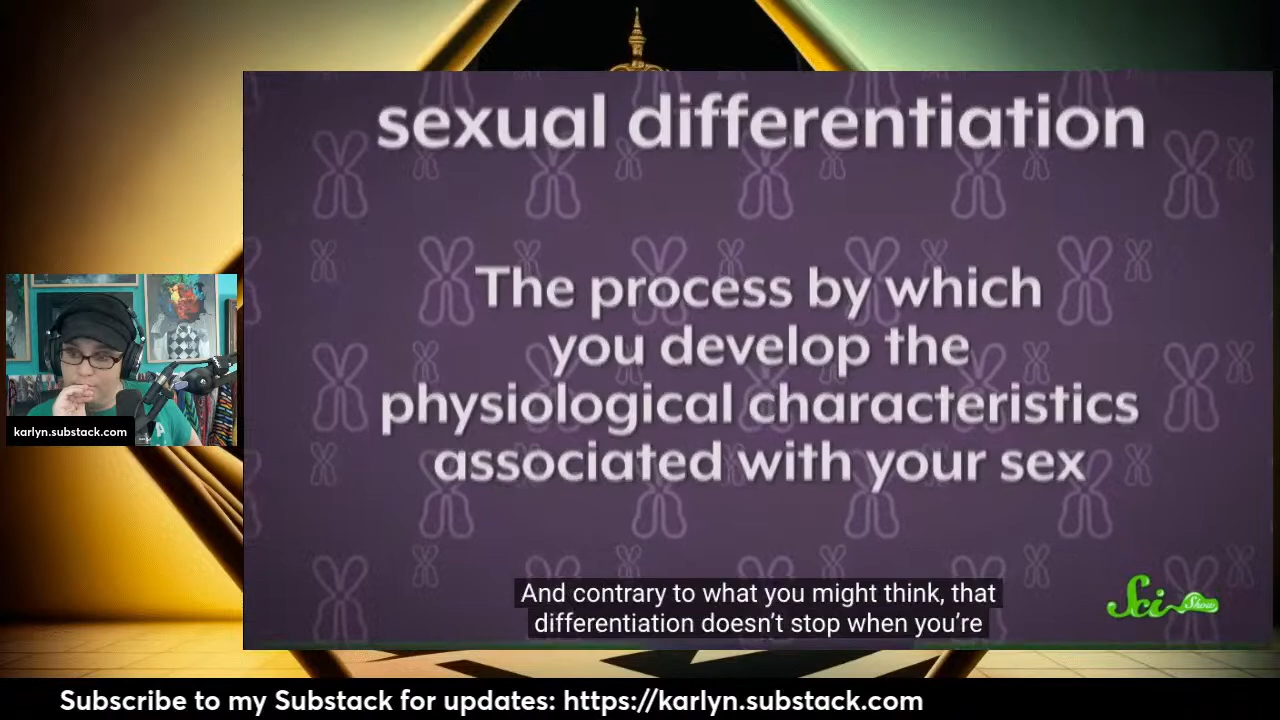 sexual differentiation
The process by which
you develop the
physiological characteristics
associated with your sex
And contrary to what you might think, that
differentiation doesn't stop when you're
Sci Show
karlyn.substack.com
Subscribe to my Substack for updates: https://karlyn.substack.com